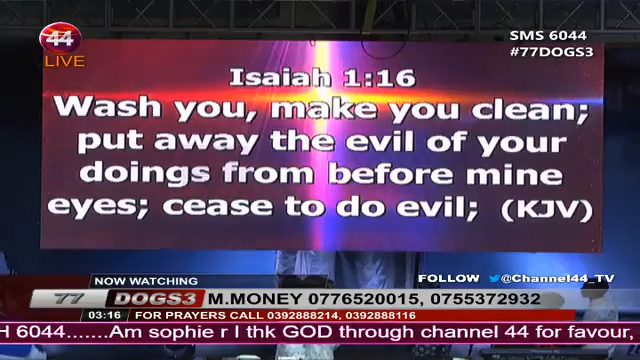 44
LIVE
SMS 6044
#77DOGS3
Isaiah 1:16
Wash you, make you clean;
put away the evil of your
doings from before mine
eyes; cease to do evil; (KJV)
NOW WATCHING
FOLLOW @Channel44_TV
77 DOGS3 M.MONEY 0776520015, 0755372932
03:16 FOR PRAYERS CALL 0392888214, 0392888116
H 6044.......Am sophie r I thk GOD through channel 44 for favour,